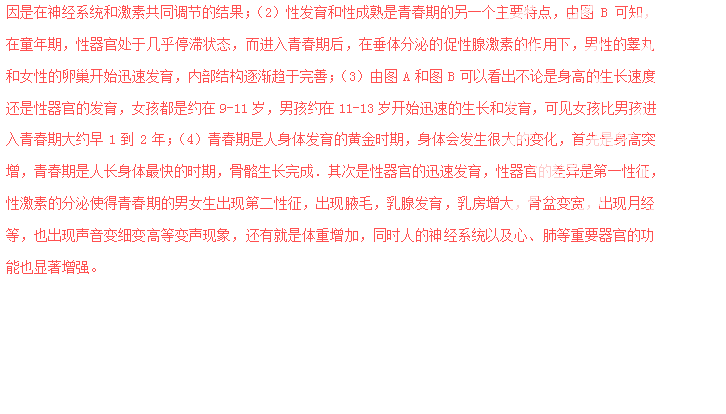 因是在神经系统和激素共同调节的结果；（2）性发育和性成熟是青春期的另一个主要特点，由图 B 可知，
在童年期，性器官处于几乎停滞状态，而进入青春期后，在垂体分泌的促性腺激素的作用下，男性的睾丸
和女性的卵巢开始迅速发育，内部结构逐渐趋于完善；（3）由图 A 和图 B 可以看出不论是身高的生长速度
还是性器官的发育，女孩都是约在 9-11 岁，男孩约在 11-13 岁开始迅速的生长和发育，可见女孩比男孩进
入青春期大约早 1 到 2 年；（4）青春期是人身体发育的黄金时期，身体会发生很大的变化，首先是身高突
增，青春期是人长身体最快的时期，骨骼生长完成．其次是性器官的迅速发育，性器官的差异是第一性征，
性激素的分泌使得青春期的男女生出现第二性征，出现腋毛，乳腺发育，乳房增大，骨盆变宽，出现月经
等，也出现声音变细变高等变声现象，还有就是体重增加，同时人的神经系统以及心、肺等重要器官的功
能也显著增强。